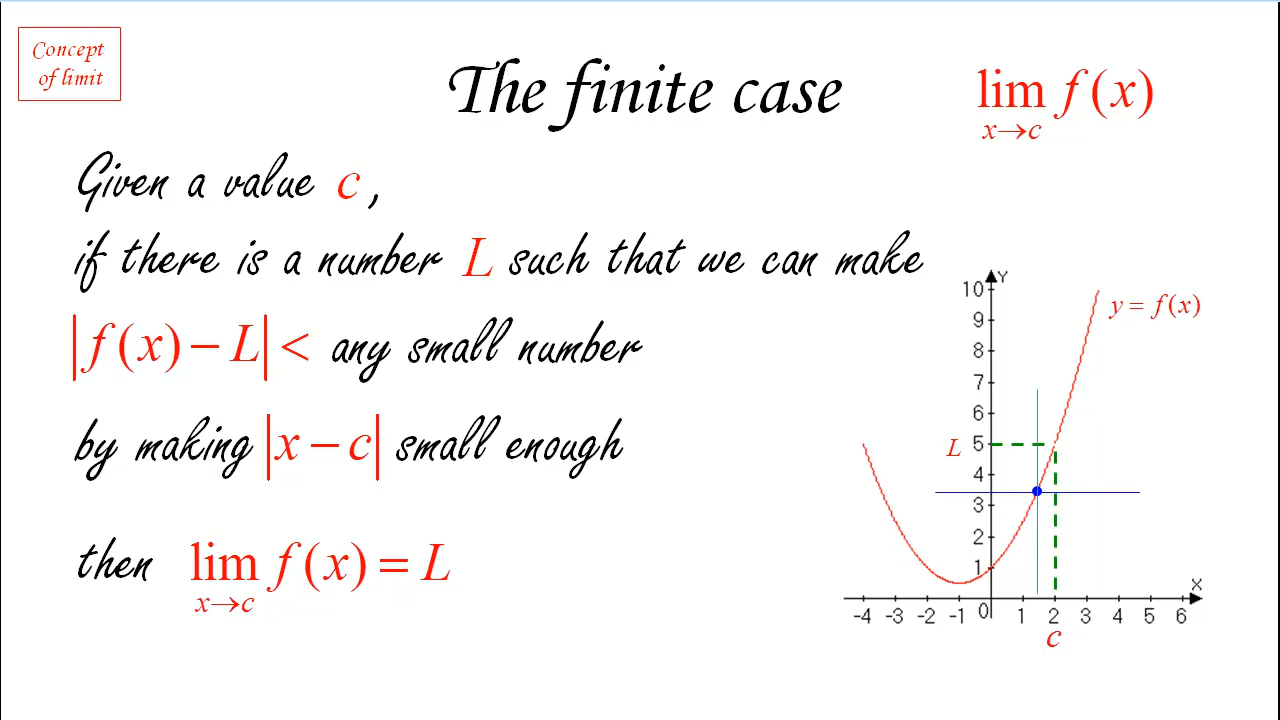 Concept
of limit
The finite case
lim f(x)
x→c
Given a value c,
if there is a number L such that we can make
|f(x) − L| < any small number
by making |x − c| small enough
then lim f(x) = L
x→c
Y
10
9
8
7
6
5
4
3
2
1
y = f(x)
L
X
-4 -3 -2 -1 0 1 2 3 4 5 6
c